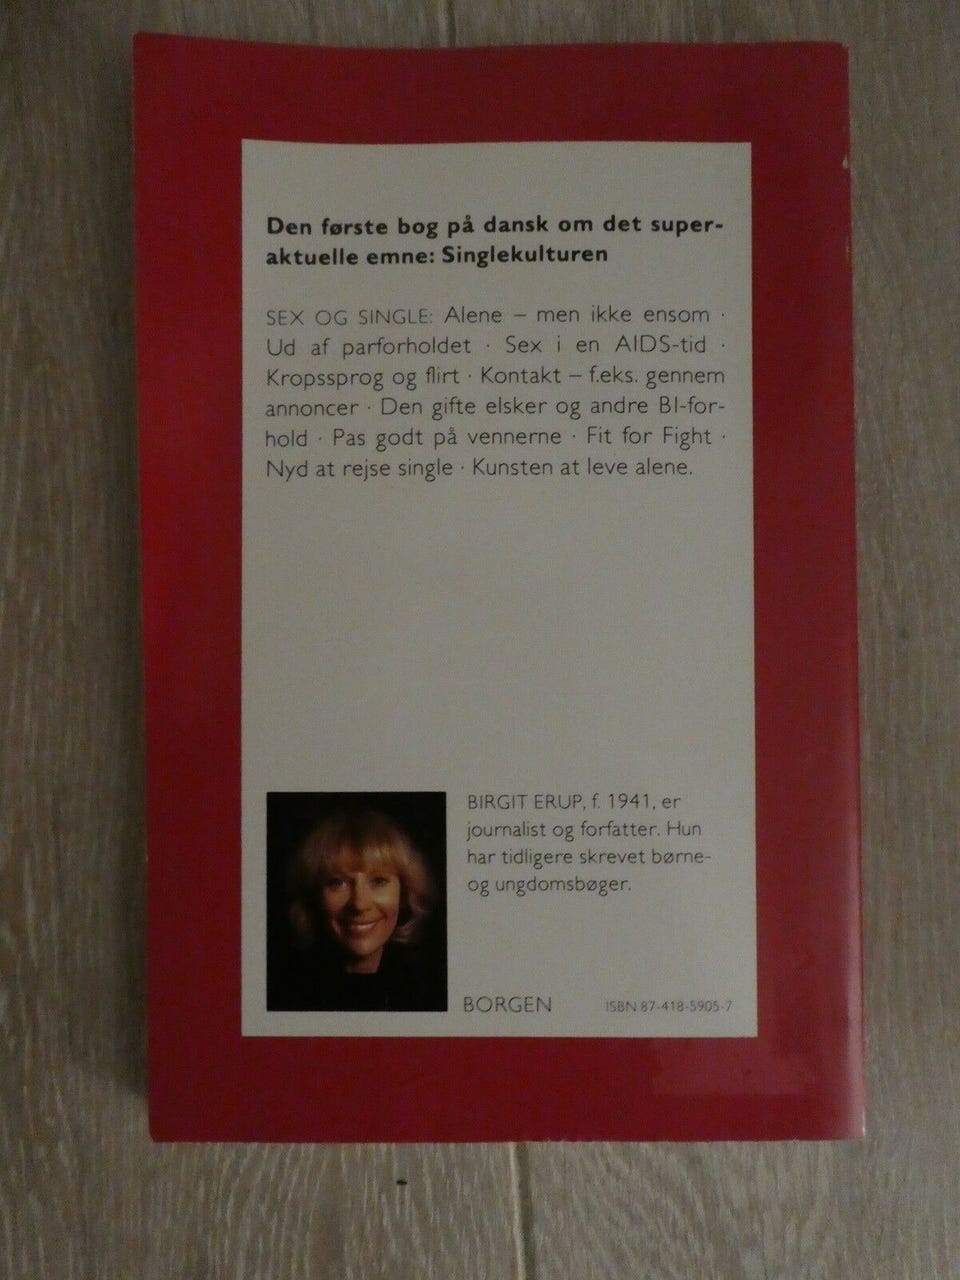 Den første bog på dansk om det super-
aktuelle emne: Singlekulturen
SEX OG SINGLE: Alene – men ikke ensom ·
Ud af parforholdet · Sex i en AIDS-tid ·
Kropssprog og flirt · Kontakt – f.eks. gennem
annoncer · Den gifte elsker og andre BI-for-
hold · Pas godt på vennerne · Fit for Fight ·
Nyd at rejse single · Kunsten at leve alene.
BIRGIT ERUP, f. 1941, er
journalist og forfatter. Hun
har tidligere skrevet børne-
og ungdomsbøger.
BORGEN ISBN 87-418-5905-7